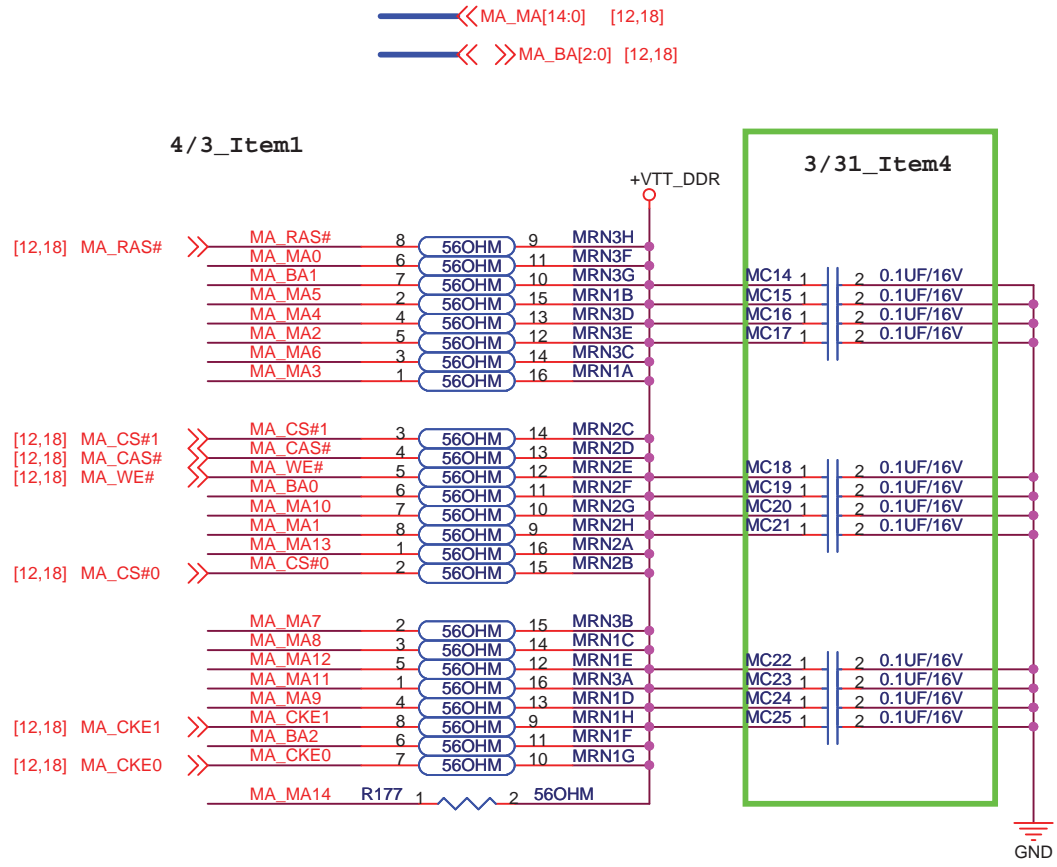 MA_MA[14:0] [12,18]
MA_BA[2:0] [12,18]
4/3_Item1
3/31_Item4
+VTT_DDR
[12,18] MA_RAS# MA_RAS# 8 56OHM 9 MRN3H
MA_MA0 6 56OHM 11 MRN3F
MA_BA1 7 56OHM 10 MRN3G MC14 1 2 0.1UF/16V
MA_MA5 2 56OHM 15 MRN1B MC15 1 2 0.1UF/16V
MA_MA4 4 56OHM 13 MRN3D MC16 1 2 0.1UF/16V
MA_MA2 5 56OHM 12 MRN3E MC17 1 2 0.1UF/16V
MA_MA6 3 56OHM 14 MRN3C
MA_MA3 1 56OHM 16 MRN1A
[12,18] MA_CS#1 MA_CS#1 3 56OHM 14 MRN2C
[12,18] MA_CAS# MA_CAS# 4 56OHM 13 MRN2D
[12,18] MA_WE# MA_WE# 5 56OHM 12 MRN2E MC18 1 2 0.1UF/16V
MA_BA0 6 56OHM 11 MRN2F MC19 1 2 0.1UF/16V
MA_MA10 7 56OHM 10 MRN2G MC20 1 2 0.1UF/16V
MA_MA1 8 56OHM 9 MRN2H MC21 1 2 0.1UF/16V
MA_MA13 1 56OHM 16 MRN2A
[12,18] MA_CS#0 MA_CS#0 2 56OHM 15 MRN2B
MA_MA7 2 56OHM 15 MRN3B
MA_MA8 3 56OHM 14 MRN1C
MA_MA12 5 56OHM 12 MRN1E MC22 1 2 0.1UF/16V
MA_MA11 1 56OHM 16 MRN3A MC23 1 2 0.1UF/16V
MA_MA9 4 56OHM 13 MRN1D MC24 1 2 0.1UF/16V
[12,18] MA_CKE1 MA_CKE1 8 56OHM 9 MRN1H MC25 1 2 0.1UF/16V
MA_BA2 6 56OHM 11 MRN1F
[12,18] MA_CKE0 MA_CKE0 7 56OHM 10 MRN1G
MA_MA14 R177 1 2 56OHM
GND